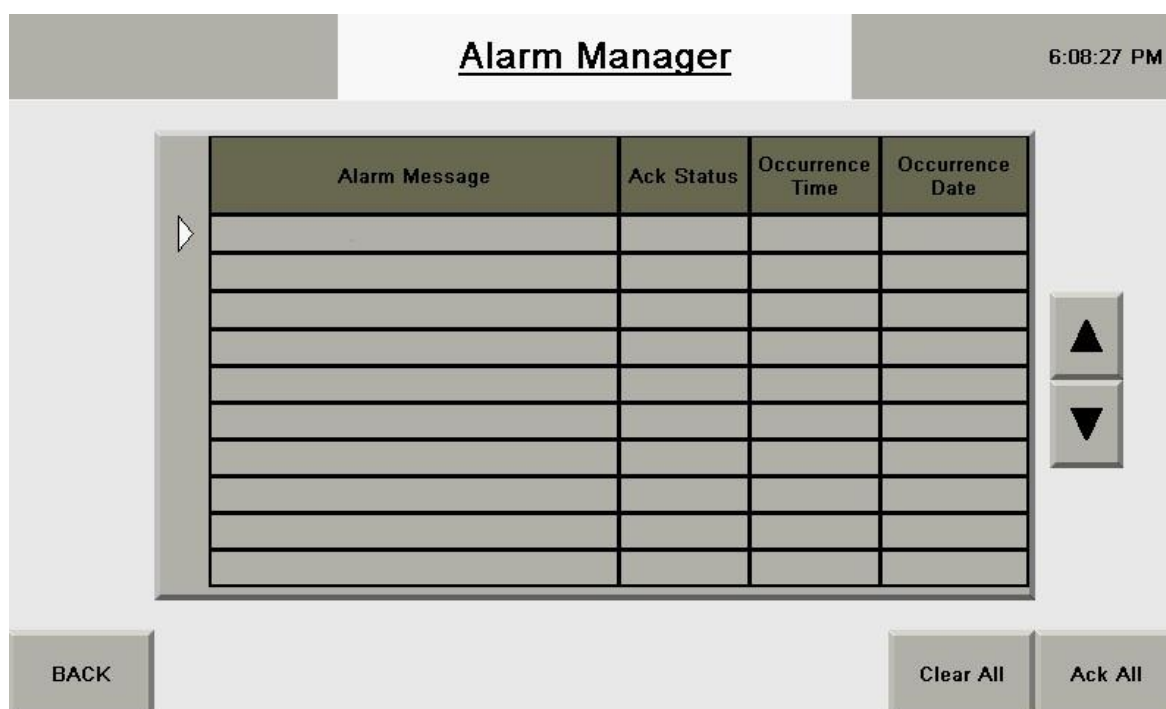 Alarm Manager
6:08:27 PM
Alarm Message
Ack Status
Occurrence
Time
Occurrence
Date
BACK
Clear All
Ack All